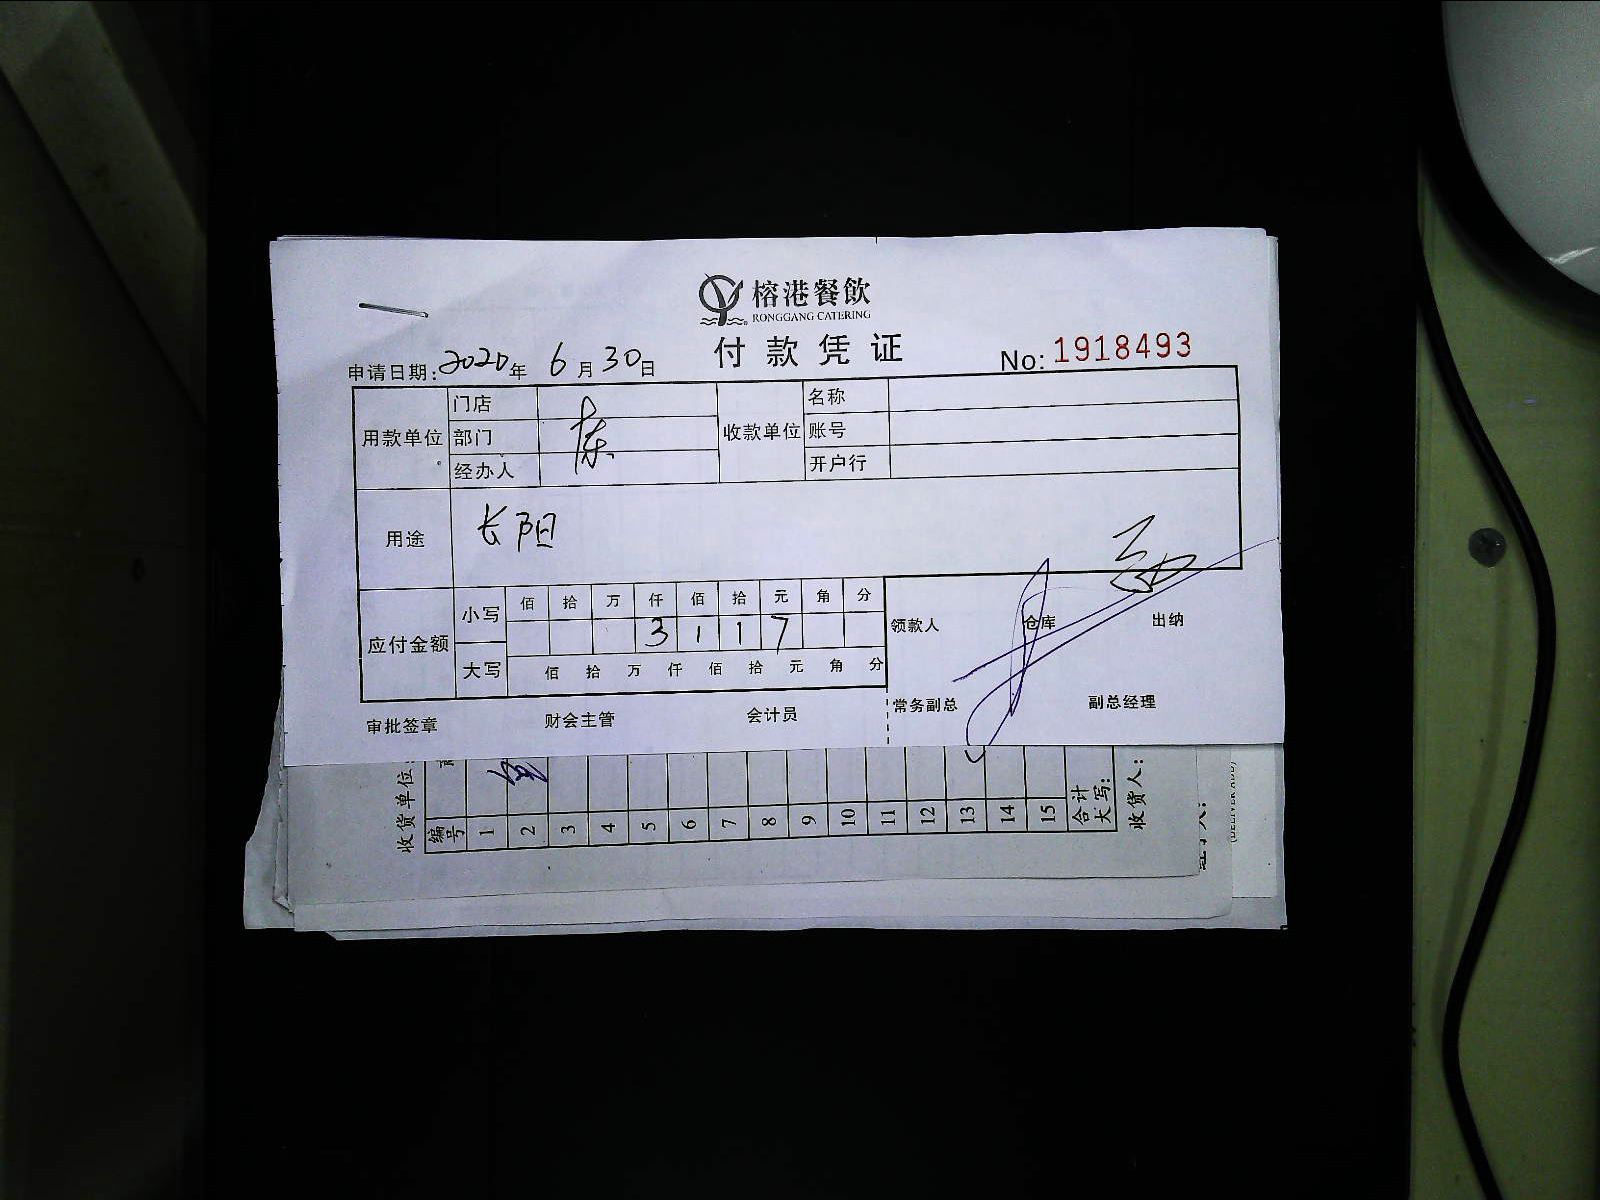 榕港餐飲
RONGGANG CATERING
付款凭证
No: 1918493
申请日期: 2020年 6月30日
用款单位 门店 收款单位 名称
部门 账号
经办人 开户行
用途 长阳
应付金额 小写 佰 拾 万 仟 佰 拾 元 角 分
3 1 1 7
大写 佰 拾 万 仟 佰 拾 元 角 分
领款人 仓库 出纳
常务副总 副总经理
审批签章 财会主管 会计员
收货单位:
编号 1 2 3 4 5 6 7 8 9 10 11 12 13 14 15 合计大写:
收货人: